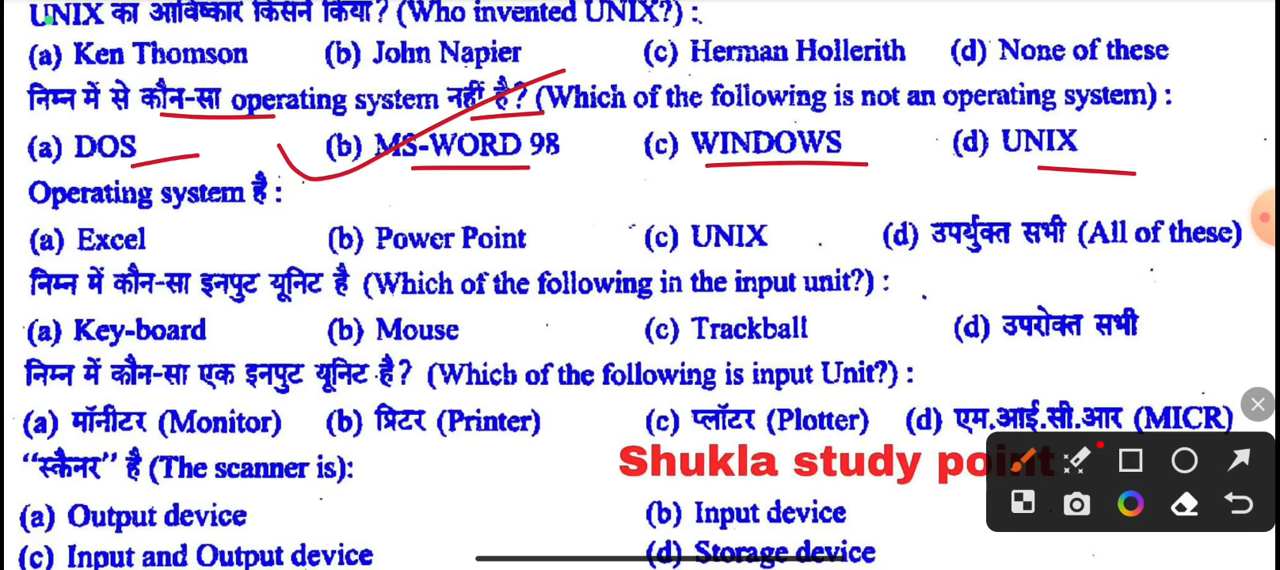 UNIX का आविष्कार किसने किया? (Who invented UNIX?) :
(a) Ken Thomson (b) John Napier (c) Herman Hollerith (d) None of these
निम्न में से कौन-सा operating system नहीं है? (Which of the following is not an operating system) :
(a) DOS (b) MS-WORD 98 (c) WINDOWS (d) UNIX
Operating system है :
(a) Excel (b) Power Point (c) UNIX (d) उपर्युक्त सभी (All of these)
निम्न में कौन-सा इनपुट यूनिट है (Which of the following in the input unit?) :
(a) Key-board (b) Mouse (c) Trackball (d) उपरोक्त सभी
निम्न में कौन-सा एक इनपुट यूनिट है? (Which of the following is input Unit?) :
(a) मॉनीटर (Monitor) (b) प्रिटर (Printer) (c) प्लॉटर (Plotter) (d) एम.आई.सी.आर (MICR)
“स्कैनर” है (The scanner is):
Shukla study point
(a) Output device (b) Input device
(c) Input and Output device (d) Storage device